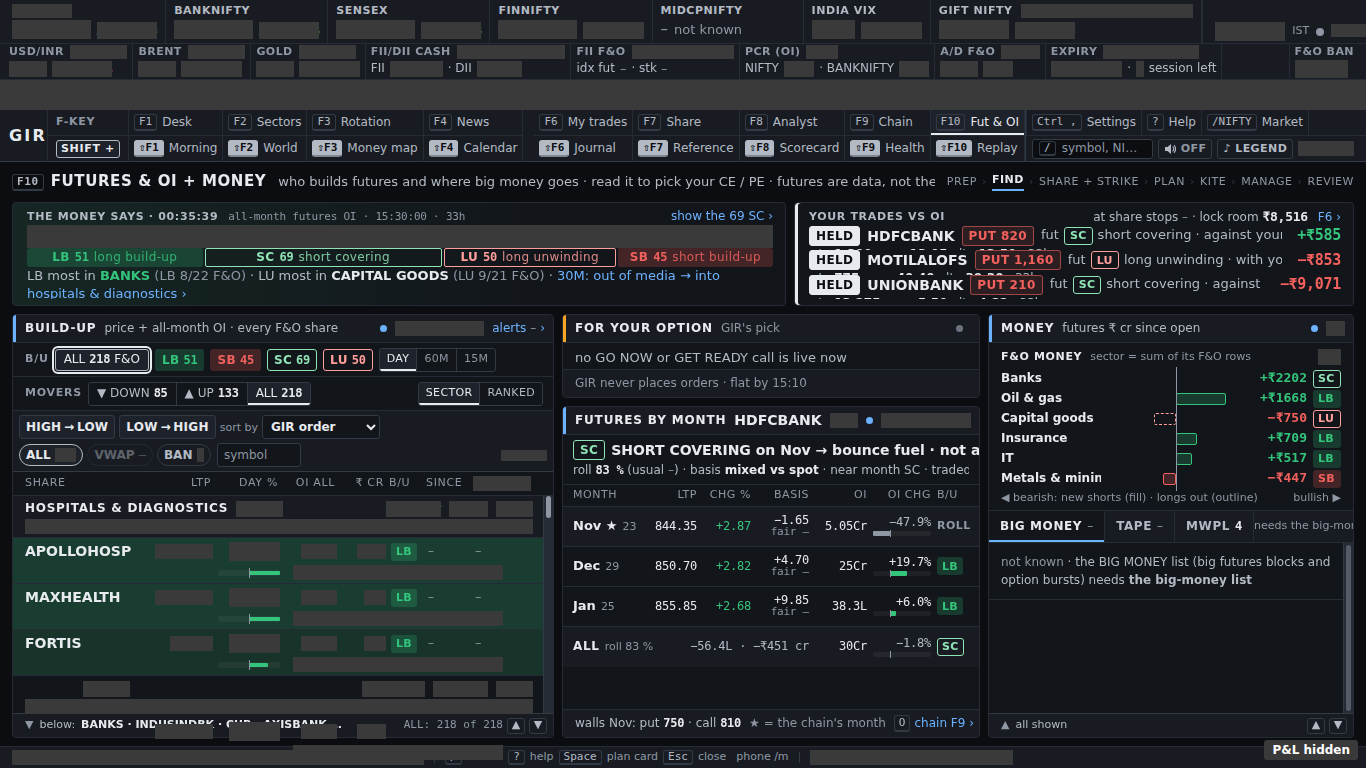 BANKNIFTY SENSEX FINNIFTY MIDCPNIFTY INDIA VIX GIFT NIFTY
– not known IST
USD/INR BRENT GOLD FII/DII CASH FII F&O PCR (OI) A/D F&O EXPIRY F&O BAN
FII · DII idx fut – · stk – NIFTY · BANKNIFTY · session left
GIR F-KEY F1 Desk F2 Sectors F3 Rotation F4 News F6 My trades F7 Share F8 Analyst F9 Chain F10 Fut & OI Ctrl , Settings ? Help /NIFTY Market
SHIFT + ⇧F1 Morning ⇧F2 World ⇧F3 Money map ⇧F4 Calendar ⇧F6 Journal ⇧F7 Reference ⇧F8 Scorecard ⇧F9 Health ⇧F10 Replay / symbol, NI… OFF ♪ LEGEND
F10 FUTURES & OI + MONEY who builds futures and where big money goes · read it to pick your CE / PE · futures are data, not the PREP › FIND › SHARE + STRIKE › PLAN › KITE › MANAGE › REVIEW
THE MONEY SAYS · 00:35:39 all-month futures OI · 15:30:00 · 33h show the 69 SC ›
LB 51 long build-up SC 69 short covering LU 50 long unwinding SB 45 short build-up
LB most in BANKS (LB 8/22 F&O) · LU most in CAPITAL GOODS (LU 9/21 F&O) · 30M: out of media → into
hospitals & diagnostics ›
YOUR TRADES VS OI at share stops – · lock room ₹8,516 F6 ›
HELD HDFCBANK PUT 820 fut SC short covering · against your +₹585
HELD MOTILALOFS PUT 1,160 fut LU long unwinding · with yo −₹853
HELD UNIONBANK PUT 210 fut SC short covering · against −₹9,071
BUILD-UP price + all-month OI · every F&O share alerts – ›
B/U ALL 218 F&O LB 51 SB 45 SC 69 LU 50 DAY 60M 15M
MOVERS ▼ DOWN 85 ▲ UP 133 ALL 218 SECTOR RANKED
HIGH → LOW LOW → HIGH sort by GIR order
ALL VWAP – BAN symbol
SHARE LTP DAY % OI ALL ₹ CR B/U SINCE
HOSPITALS & DIAGNOSTICS
APOLLOHOSP LB – –
MAXHEALTH LB – –
FORTIS LB – –
▼ below: BANKS · INDUSINDBK · CUB · AXISBANK … ALL: 218 of 218 ▲ ▼
FOR YOUR OPTION GIR's pick
no GO NOW or GET READY call is live now
GIR never places orders · flat by 15:10
FUTURES BY MONTH HDFCBANK
SC SHORT COVERING on Nov → bounce fuel · not a
roll 83 % (usual –) · basis mixed vs spot · near month SC · traded
MONTH LTP CHG % BASIS OI OI CHG B/U
Nov ★ 23 844.35 +2.87 −1.65 fair – 5.05Cr −47.9% ROLL
Dec 29 850.70 +2.82 +4.70 fair – 25Cr +19.7% LB
Jan 25 855.85 +2.68 +9.85 fair – 38.3L +6.0% LB
ALL roll 83 % −56.4L · −₹451 cr 30Cr −1.8% SC
walls Nov: put 750 · call 810 ★ = the chain's month O chain F9 ›
MONEY futures ₹ cr since open
F&O MONEY sector = sum of its F&O rows
Banks +₹2202 SC
Oil & gas +₹1668 LB
Capital goods −₹750 LU
Insurance +₹709 LB
IT +₹517 LB
Metals & minin −₹447 SB
◀ bearish: new shorts (fill) · longs out (outline) bullish ▶
BIG MONEY – TAPE – MWPL 4 needs the big-mon
not known · the BIG MONEY list (big futures blocks and
option bursts) needs the big-money list
▲ all shown ▲ ▼
? help Space plan card Esc close phone /m
P&L hidden